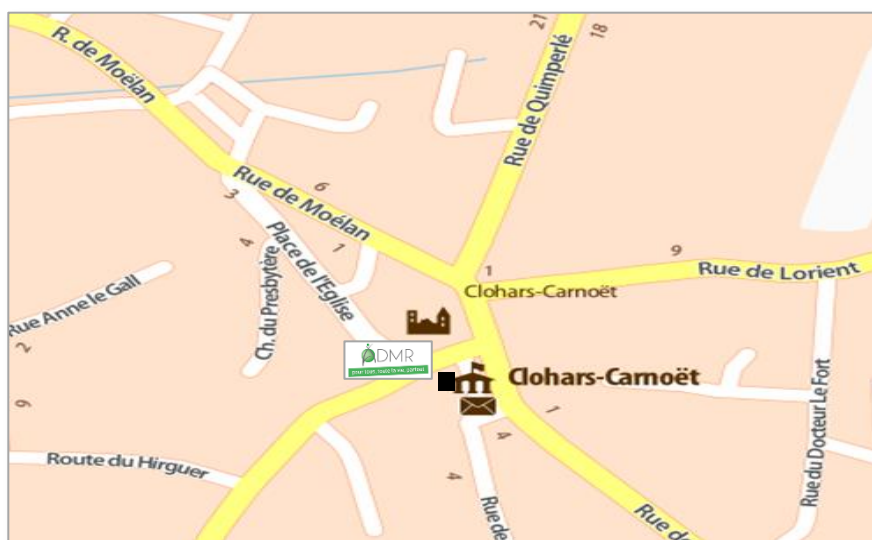 R. de Moëlan
21
18
Rue de Quimperlé
Rue de Moélan
6
3
4
1
Place de l'Eglise
Ch. du Presbytère
Rue Anne le Gall
2
9
1
9
Rue de Lorient
Clohars-Carnoët
ADMR
Clohars-Carnoët
1
4
4
Route du Hirguer
Rue de
Rue d
Rue du Docteur Le Fort